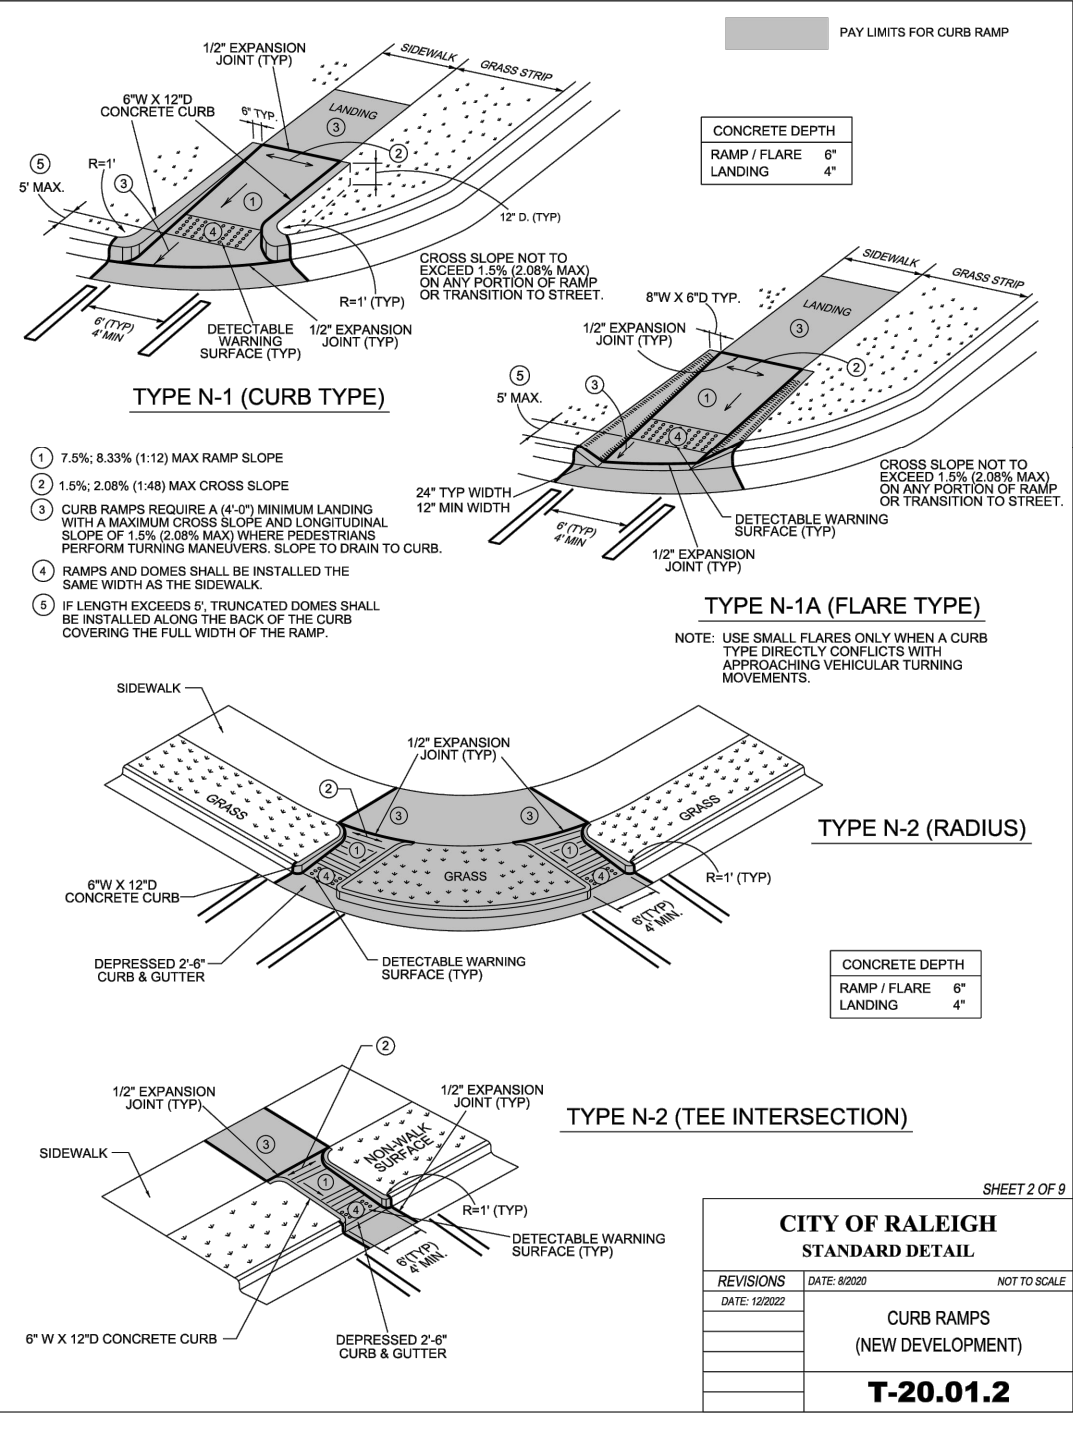 PAY LIMITS FOR CURB RAMP
CONCRETE DEPTH
RAMP / FLARE 6"
LANDING 4"
1/2" EXPANSION
JOINT (TYP)
SIDEWALK
GRASS STRIP
6"W X 12"D
CONCRETE CURB
6" TYP.
LANDING
3
2
5
5' MAX.
R=1'
3
1
4
12" D. (TYP)
CROSS SLOPE NOT TO
EXCEED 1.5% (2.08% MAX)
ON ANY PORTION OF RAMP
OR TRANSITION TO STREET.
R=1' (TYP)
6' (TYP)
4' MIN
DETECTABLE
WARNING
SURFACE (TYP)
1/2" EXPANSION
JOINT (TYP)
TYPE N-1 (CURB TYPE)
SIDEWALK
GRASS STRIP
8"W X 6"D TYP.
LANDING
3
1/2" EXPANSION
JOINT (TYP)
2
5
5' MAX.
3
1
4
CROSS SLOPE NOT TO
EXCEED 1.5% (2.08% MAX)
ON ANY PORTION OF RAMP
OR TRANSITION TO STREET.
24" TYP WIDTH
12" MIN WIDTH
6' (TYP)
4' MIN
DETECTABLE WARNING
SURFACE (TYP)
1/2" EXPANSION
JOINT (TYP)
TYPE N-1A (FLARE TYPE)
NOTE: USE SMALL FLARES ONLY WHEN A CURB
TYPE DIRECTLY CONFLICTS WITH
APPROACHING VEHICULAR TURNING
MOVEMENTS.
1 7.5%; 8.33% (1:12) MAX RAMP SLOPE
2 1.5%; 2.08% (1:48) MAX CROSS SLOPE
3 CURB RAMPS REQUIRE A (4'-0") MINIMUM LANDING
WITH A MAXIMUM CROSS SLOPE AND LONGITUDINAL
SLOPE OF 1.5% (2.08% MAX) WHERE PEDESTRIANS
PERFORM TURNING MANEUVERS. SLOPE TO DRAIN TO CURB.
4 RAMPS AND DOMES SHALL BE INSTALLED THE
SAME WIDTH AS THE SIDEWALK.
5 IF LENGTH EXCEEDS 5', TRUNCATED DOMES SHALL
BE INSTALLED ALONG THE BACK OF THE CURB
COVERING THE FULL WIDTH OF THE RAMP.
SIDEWALK
1/2" EXPANSION
JOINT (TYP)
2
3
3
GRASS
GRASS
1
1
4
GRASS
4
R=1' (TYP)
TYPE N-2 (RADIUS)
6"W X 12"D
CONCRETE CURB
6'(TYP)
4' MIN.
DEPRESSED 2'-6"
CURB & GUTTER
DETECTABLE WARNING
SURFACE (TYP)
CONCRETE DEPTH
RAMP / FLARE 6"
LANDING 4"
2
1/2" EXPANSION
JOINT (TYP)
1/2" EXPANSION
JOINT (TYP)
TYPE N-2 (TEE INTERSECTION)
SIDEWALK
3
NON-WALK
SURFACE
1
4
R=1' (TYP)
DETECTABLE WARNING
SURFACE (TYP)
6'(TYP)
4' MIN.
6" W X 12"D CONCRETE CURB
DEPRESSED 2'-6"
CURB & GUTTER
SHEET 2 OF 9
CITY OF RALEIGH
STANDARD DETAIL
REVISIONS
DATE: 8/2020
NOT TO SCALE
DATE: 12/2022
CURB RAMPS
(NEW DEVELOPMENT)
T-20.01.2